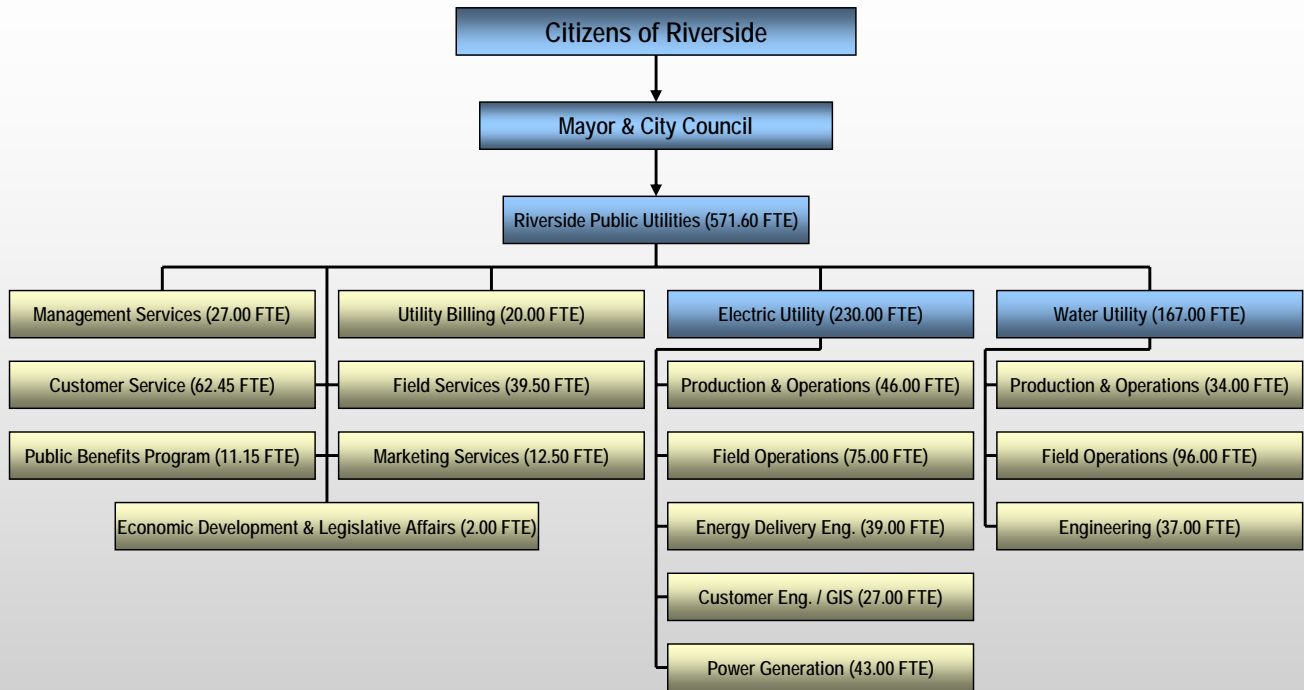 Citizens of Riverside
Mayor & City Council
Riverside Public Utilities (571.60 FTE)
Management Services (27.00 FTE)
Utility Billing (20.00 FTE)
Electric Utility (230.00 FTE)
Water Utility (167.00 FTE)
Customer Service (62.45 FTE)
Field Services (39.50 FTE)
Production & Operations (46.00 FTE)
Production & Operations (34.00 FTE)
Public Benefits Program (11.15 FTE)
Marketing Services (12.50 FTE)
Field Operations (75.00 FTE)
Field Operations (96.00 FTE)
Economic Development & Legislative Affairs (2.00 FTE)
Energy Delivery Eng. (39.00 FTE)
Engineering (37.00 FTE)
Customer Eng. / GIS (27.00 FTE)
Power Generation (43.00 FTE)